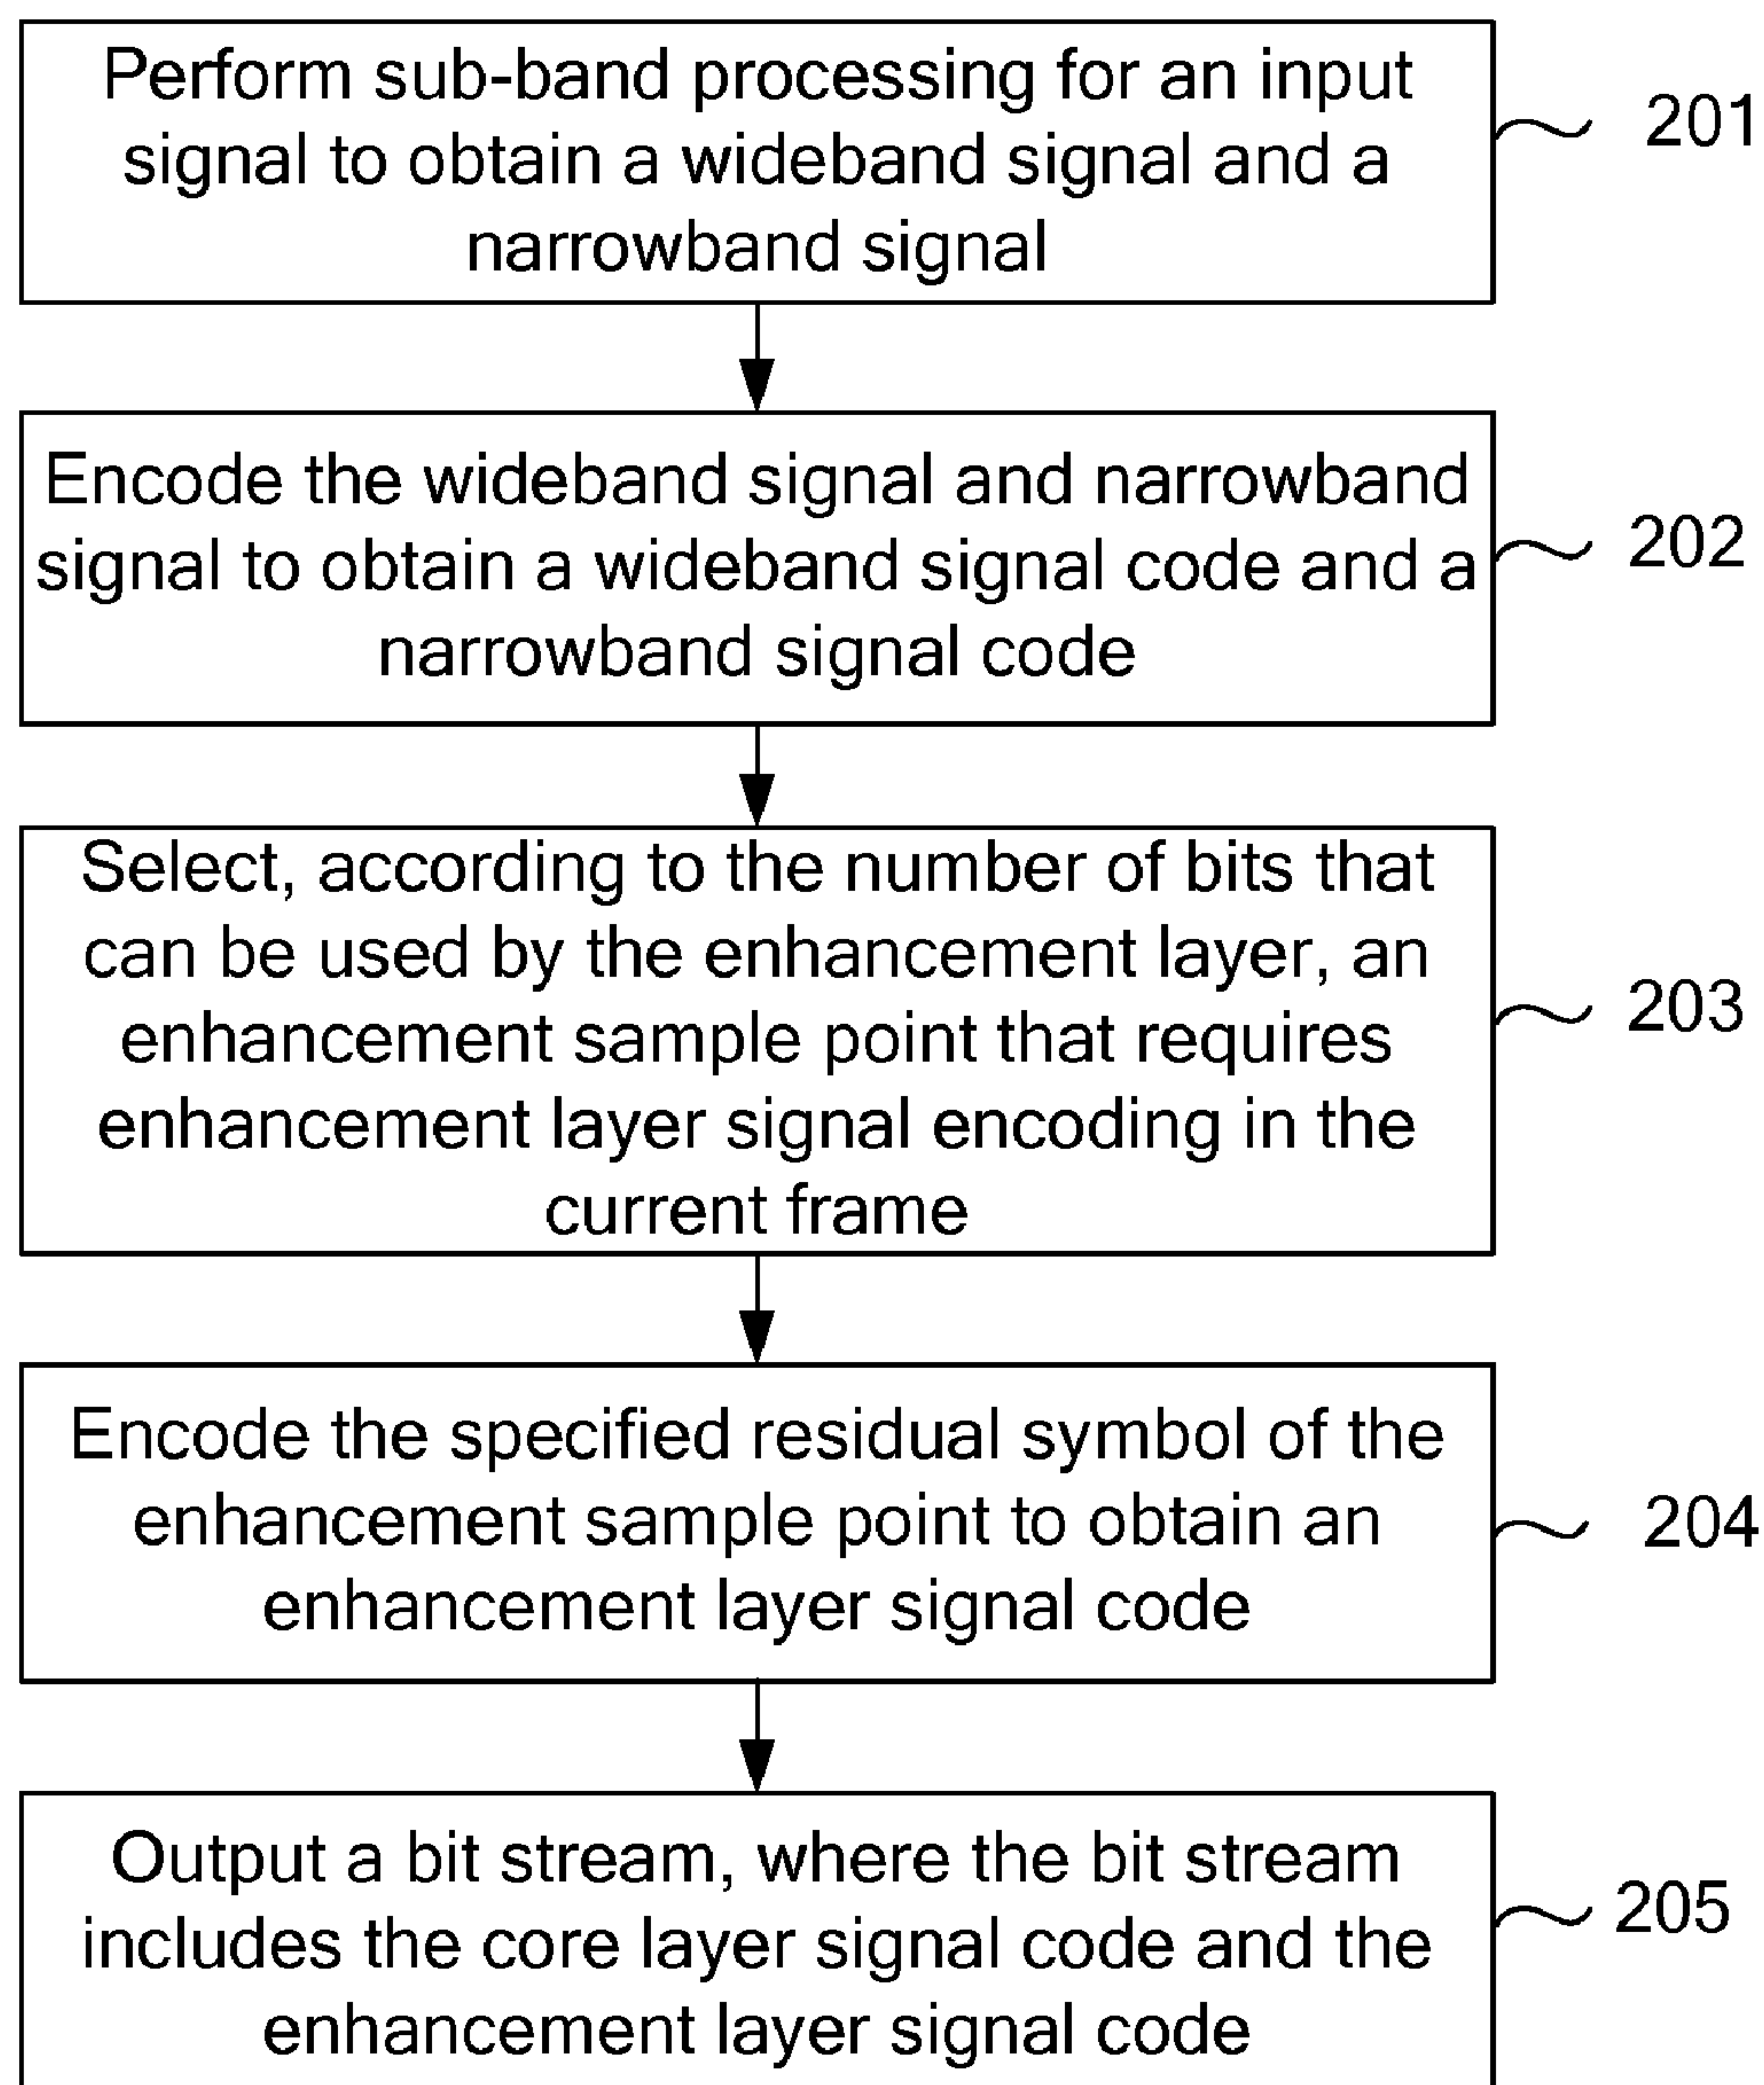 Perform sub-band processing for an input
signal to obtain a wideband signal and a
narrowband signal
201
Encode the wideband signal and narrowband
signal to obtain a wideband signal code and a
narrowband signal code
202
Select, according to the number of bits that
can be used by the enhancement layer, an
enhancement sample point that requires
enhancement layer signal encoding in the
current frame
203
Encode the specified residual symbol of the
enhancement sample point to obtain an
enhancement layer signal code
204
Output a bit stream, where the bit stream
includes the core layer signal code and the
enhancement layer signal code
205